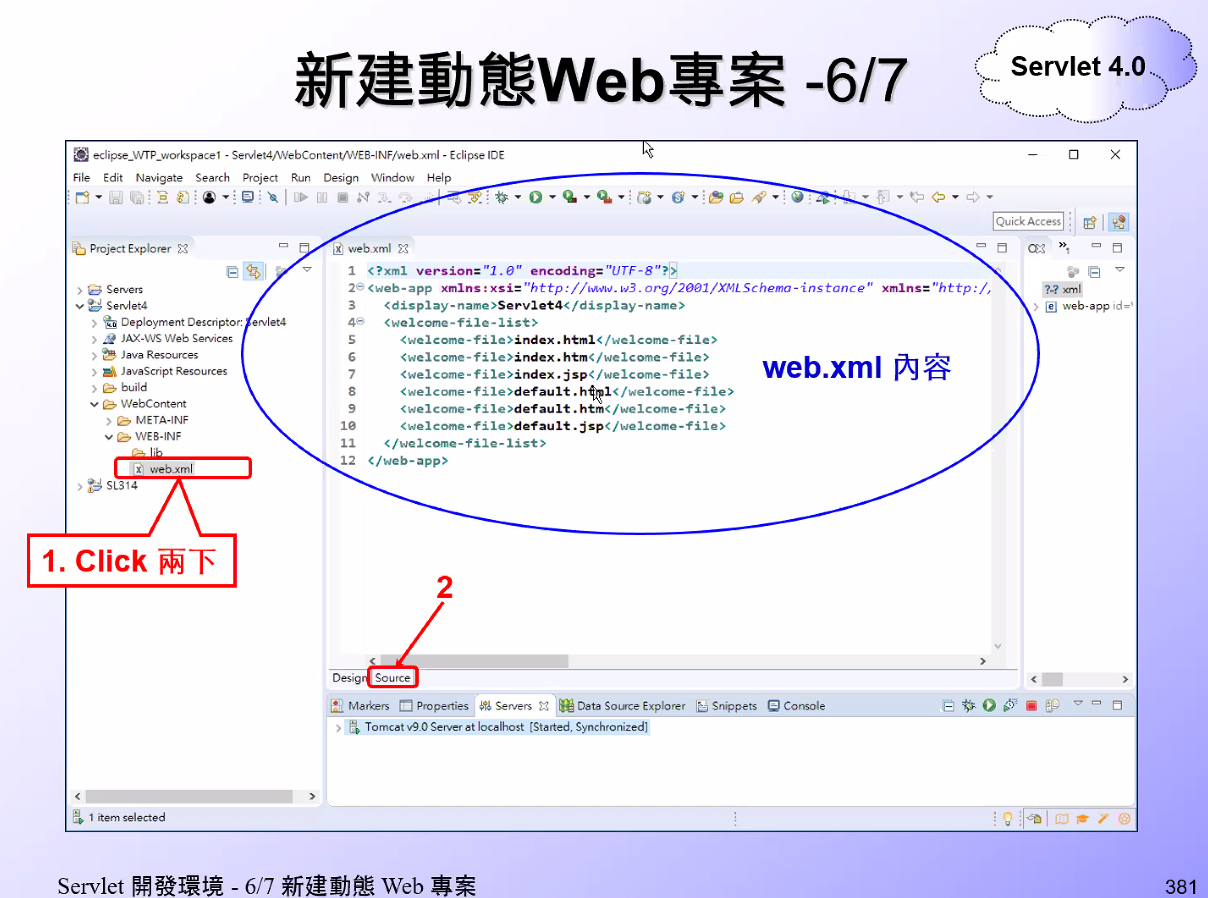 新建動態Web專案 -6/7
Servlet 4.0
eclipse_WTP_workspace1 - Servlet4/WebContent/WEB-INF/web.xml - Eclipse IDE
File Edit Navigate Search Project Run Design Window Help
Quick Access
Project Explorer
Servers
Servlet4
Deployment Descriptor: Servlet4
JAX-WS Web Services
Java Resources
JavaScript Resources
build
WebContent
META-INF
WEB-INF
lib
web.xml
SL314
1. Click 兩下
web.xml
1 <?xml version="1.0" encoding="UTF-8"?>
2 <web-app xmlns:xsi="http://www.w3.org/2001/XMLSchema-instance" xmlns="http:/,
3 <display-name>Servlet4</display-name>
4 <welcome-file-list>
5 <welcome-file>index.html</welcome-file>
6 <welcome-file>index.htm</welcome-file>
7 <welcome-file>index.jsp</welcome-file>
8 <welcome-file>default.html</welcome-file>
9 <welcome-file>default.htm</welcome-file>
10 <welcome-file>default.jsp</welcome-file>
11 </welcome-file-list>
12 </web-app>
web.xml 內容
?-? xml
e web-app id="
2
Design Source
Markers Properties Servers Data Source Explorer Snippets Console
Tomcat v9.0 Server at localhost [Started, Synchronized]
1 item selected
Servlet 開發環境 - 6/7 新建動態 Web 專案
381